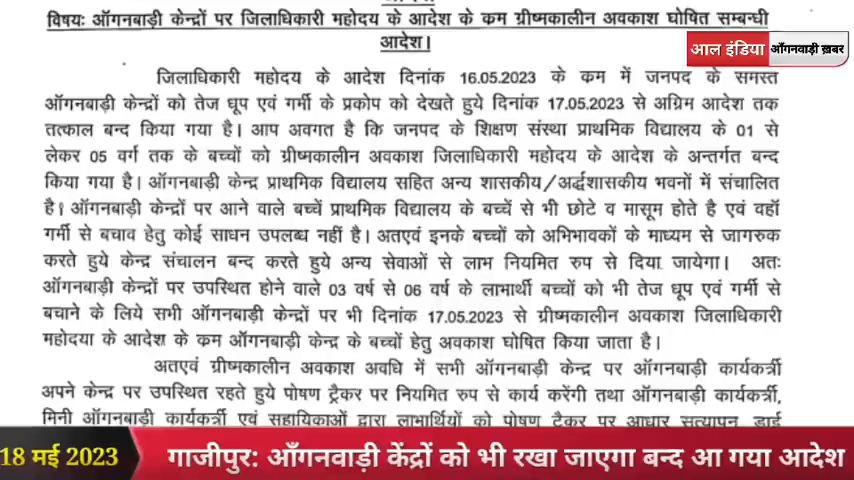 विषयः ऑगनबाड़ी केन्द्रों पर जिलाधिकारी महोदय के आदेश के कम ग्रीष्मकालीन अवकाश घोषित सम्बन्धी
आदेश।
आल इंडिया आँगनवाड़ी ख़बर
जिलाधिकारी महोदय के आदेश दिनांक 16.05.2023 के कम में जनपद के समस्त
ऑगनबाड़ी केन्द्रों को तेज धूप एवं गर्मी के प्रकोप को देखते हुये दिनांक 17.05.2023 से अग्रिम आदेश तक
तत्काल बन्द किया गया है। आप अवगत है कि जनपद के शिक्षण संस्था प्राथमिक विद्यालय के 01 से
लेकर 05 वर्ग तक के बच्चों को ग्रीष्मकालीन अवकाश जिलाधिकारी महोदय के आदेश के अन्तर्गत बन्द
किया गया है। ऑगनबाड़ी केन्द्र प्राथमिक विद्यालय सहित अन्य शासकीय/अर्द्धशासकीय भवनों में संचालित
है। ऑगनबाड़ी केन्द्रों पर आने वाले बच्चें प्राथमिक विद्यालय के बच्चें से भी छोटे व मासूम होते है एवं वहॉ
गर्मी से बचाव हेतु कोई साधन उपलब्ध नहीं है। अतएवं इनके बच्चों को अभिभावकों के माध्यम से जागरुक
करते हुये केन्द्र संचालन बन्द करते हुये अन्य सेवाओं से लाभ नियमित रुप से दिया जायेगा। अतः
ऑगनबाड़ी केन्द्रों पर उपस्थित होने वाले 03 वर्ष से 06 वर्ष के लाभार्थी बच्चों को भी तेज धूप एवं गर्मी से
बचाने के लिये सभी ऑगनबाड़ी केन्द्रों पर भी दिनांक 17.05.2023 से ग्रीष्मकालीन अवकाश जिलाधिकारी
महोदया के आदेश के कम ऑगनबाड़ी केन्द्र के बच्चों हेतु अवकाश घोषित किया जाता है।
अतएवं ग्रीष्मकालीन अवकाश अवधि में सभी ऑगनबाड़ी केन्द्र पर ऑगनबाड़ी कार्यकर्त्री
अपने केन्द्र पर उपस्थित रहते हुये पोषण ट्रैकर पर नियमित रुप से कार्य करेंगी तथा ऑगनबाड़ी कार्यकर्त्री,
मिनी ऑगनबाड़ी कार्यकर्त्री एवं सहायिकाओं द्वारा लाभार्थियों को पोषण ट्रैकर पर आधार सत्यापन, ड्राई
18 मई 2023 गाजीपुर: आँगनवाड़ी केंद्रों को भी रखा जाएगा बन्द आ गया आदेश